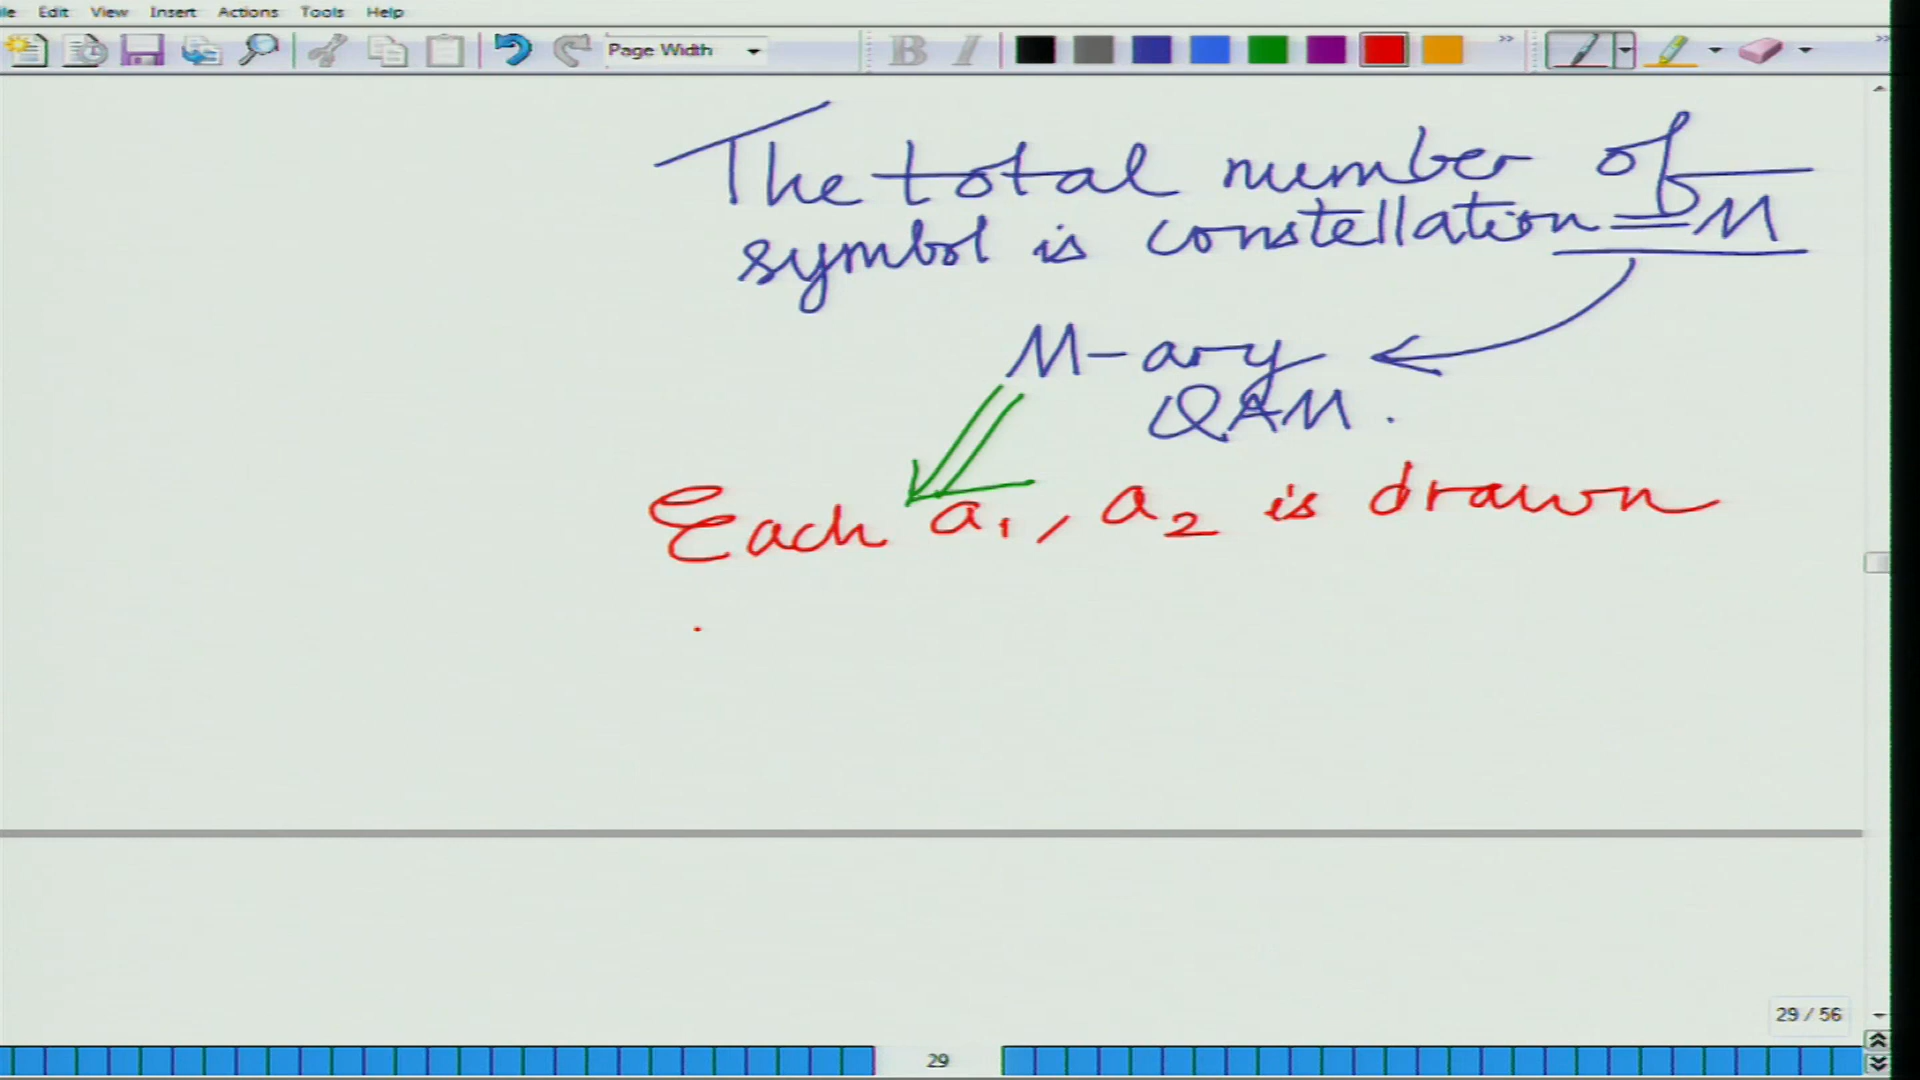 Edit View Insert Actions Tools Help
Page Width
B I
The total number of
symbol is constellation = M
M-ary
QAM.
Each a1, a2 is drawn
29 / 56
29